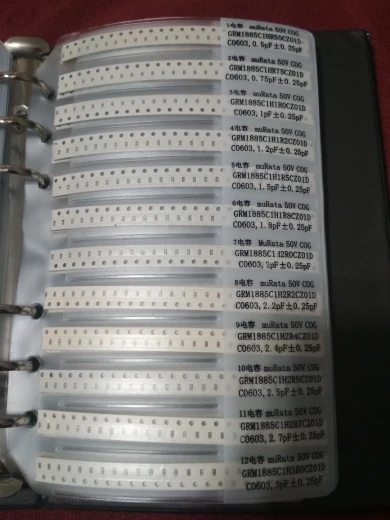 1电容 muRata 50V COG
GRM1885C1HR50CZ01D
C0603, 0.5pF±0.25pF
2电容 muRata 50V COG
GRM1885C1HR75CZ01D
C0603, 0.75pF±0.25pF
3电容 muRata 50V COG
GRM1885C1H1R0CZ01D
C0603, 1pF±0.25pF
4电容 muRata 50V COG
GRM1885C1H1R2CZ01D
C0603, 1.2pF±0.25pF
5电容 muRata 50V COG
GRM1885C1H1R5CZ01D
C0603, 1.5pF±0.25pF
6电容 muRata 50V COG
GRM1885C1H1R8CZ01D
C0603, 1.8pF±0.25pF
7电容 MuRata 50V COG
GRM1885C1H2R0CZ01D
C0603, 2pF±0.25pF
8电容 muRata 50V COG
GRM1885C1H2R2CZ01D
C0603, 2.2pF±0.25pF
9电容 muRata 50V COG
GRM1885C1H2R4CZ01D
C0603, 2.4pF±0.25pF
10电容 muRata 50V COG
GRM1885C1H2R5CZ01D
C0603, 2.5pF±0.25pF
11电容 muRata 50V COG
GRM1885C1H2R7CZ01D
C0603, 2.7pF±0.25pF
12电容 muRata 50V COG
GRM1885C1H3R0CZ01D
C0603, 3pF±0.25pF